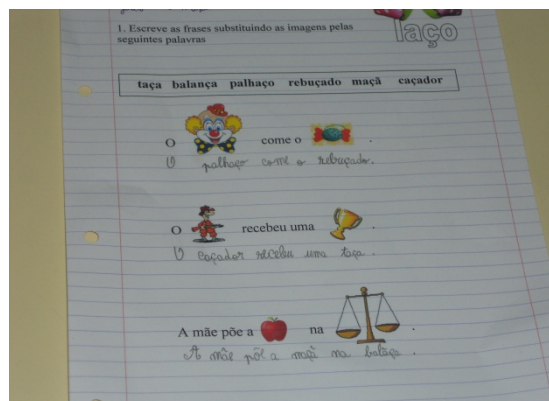 laço
1. Escreve as frases substituindo as imagens pelas
seguintes palavras
taça balança palhaço rebuçado maçã caçador
O come o .
O palhaço come o rebuçado.
O recebeu uma .
O caçador recebeu uma taça .
A mãe põe a na .
A mãe põe a maçã na balãça .